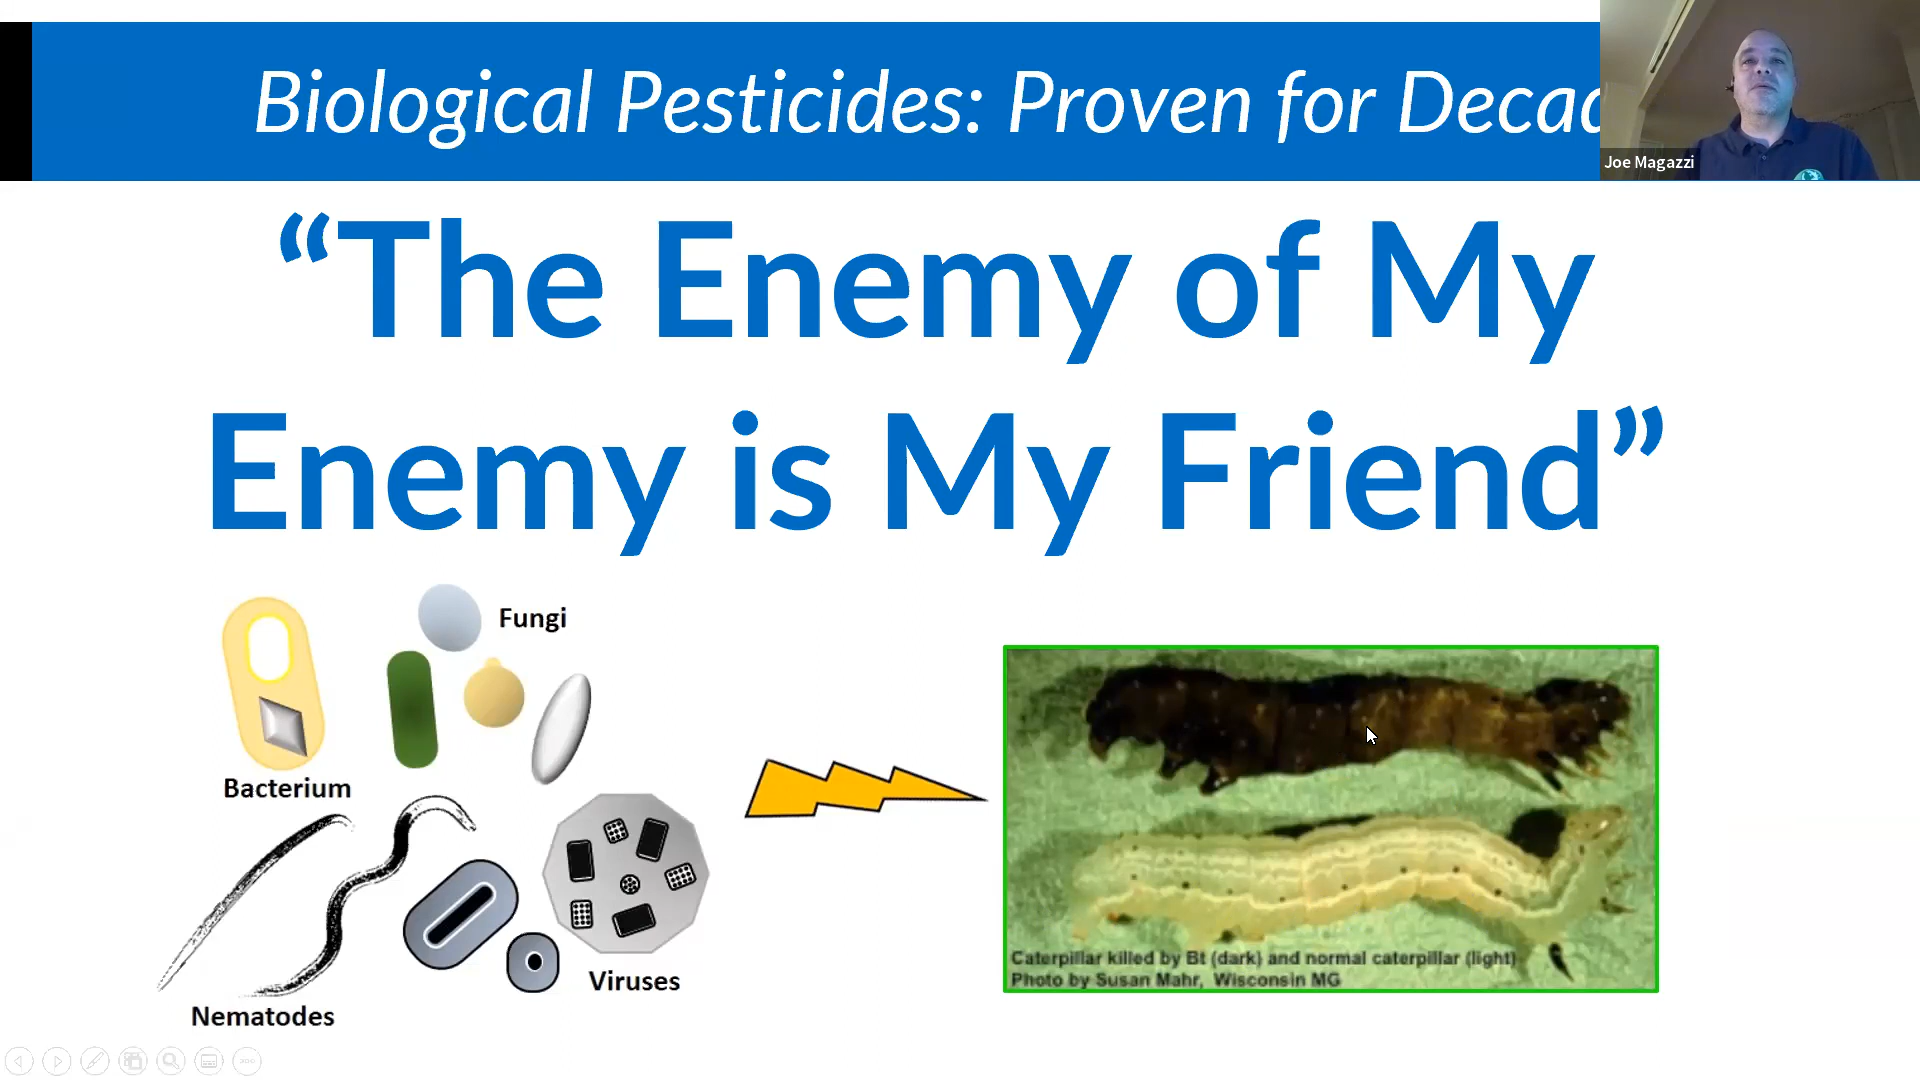 Biological Pesticides: Proven for Decad
Joe Magazzi
“The Enemy of My
Enemy is My Friend”
Fungi
Bacterium
Viruses
Nematodes
Caterpillar killed by Bt (dark) and normal caterpillar (light)
Photo by Susan Mahr, Wisconsin MG